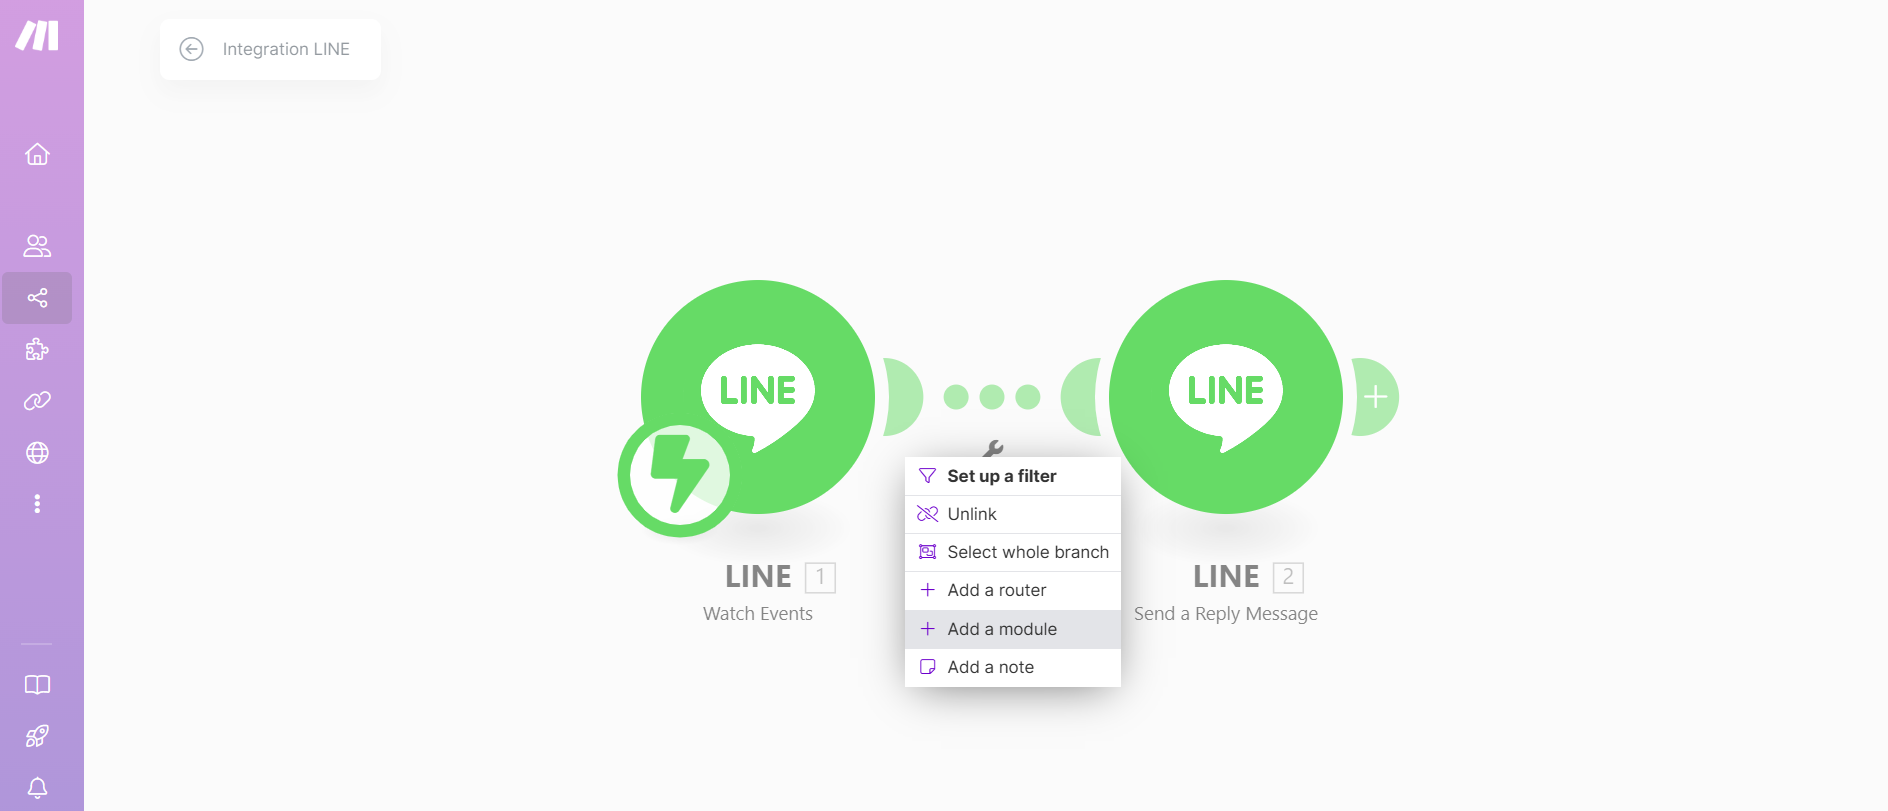 Integration LINE
LINE
LINE
Set up a filter
Unlink
Select whole branch
Add a router
Add a module
Add a note
LINE 1
Watch Events
LINE 2
Send a Reply Message